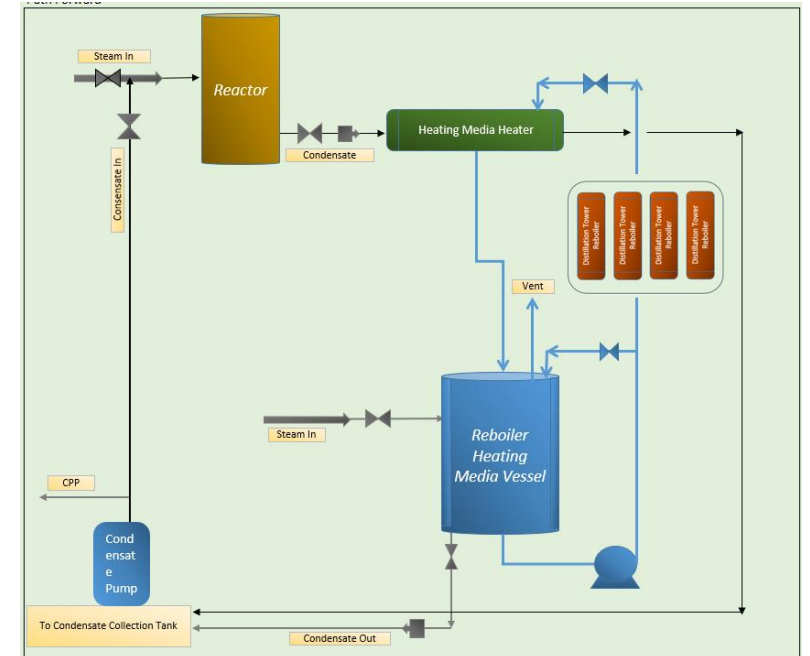 Path Forward
Steam In
Reactor
Consensate In
Condensate
Heating Media Heater
Distillation Tower
Reboiler
Distillation Tower
Reboiler
Distillation Tower
Reboiler
Distillation Tower
Reboiler
Vent
Steam In
Reboiler
Heating
Media Vessel
CPP
Cond
ensat
e
Pump
To Condensate Collection Tank
Condensate Out